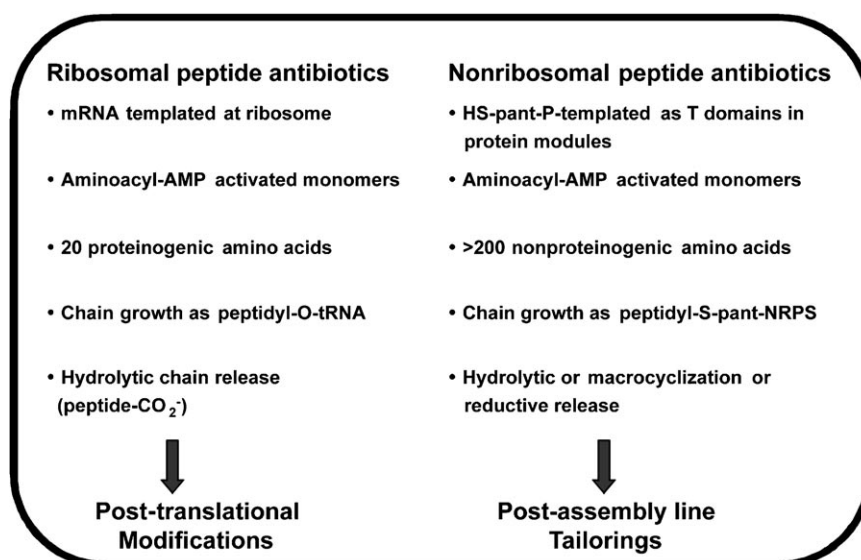 Ribosomal peptide antibiotics
• mRNA templated at ribosome
• Aminoacyl-AMP activated monomers
• 20 proteinogenic amino acids
• Chain growth as peptidyl-O-tRNA
• Hydrolytic chain release
(peptide-CO₂⁻)
Post-translational
Modifications
Nonribosomal peptide antibiotics
• HS-pant-P-templated as T domains in
protein modules
• Aminoacyl-AMP activated monomers
• >200 nonproteinogenic amino acids
• Chain growth as peptidyl-S-pant-NRPS
• Hydrolytic or macrocyclization or
reductive release
Post-assembly line
Tailorings